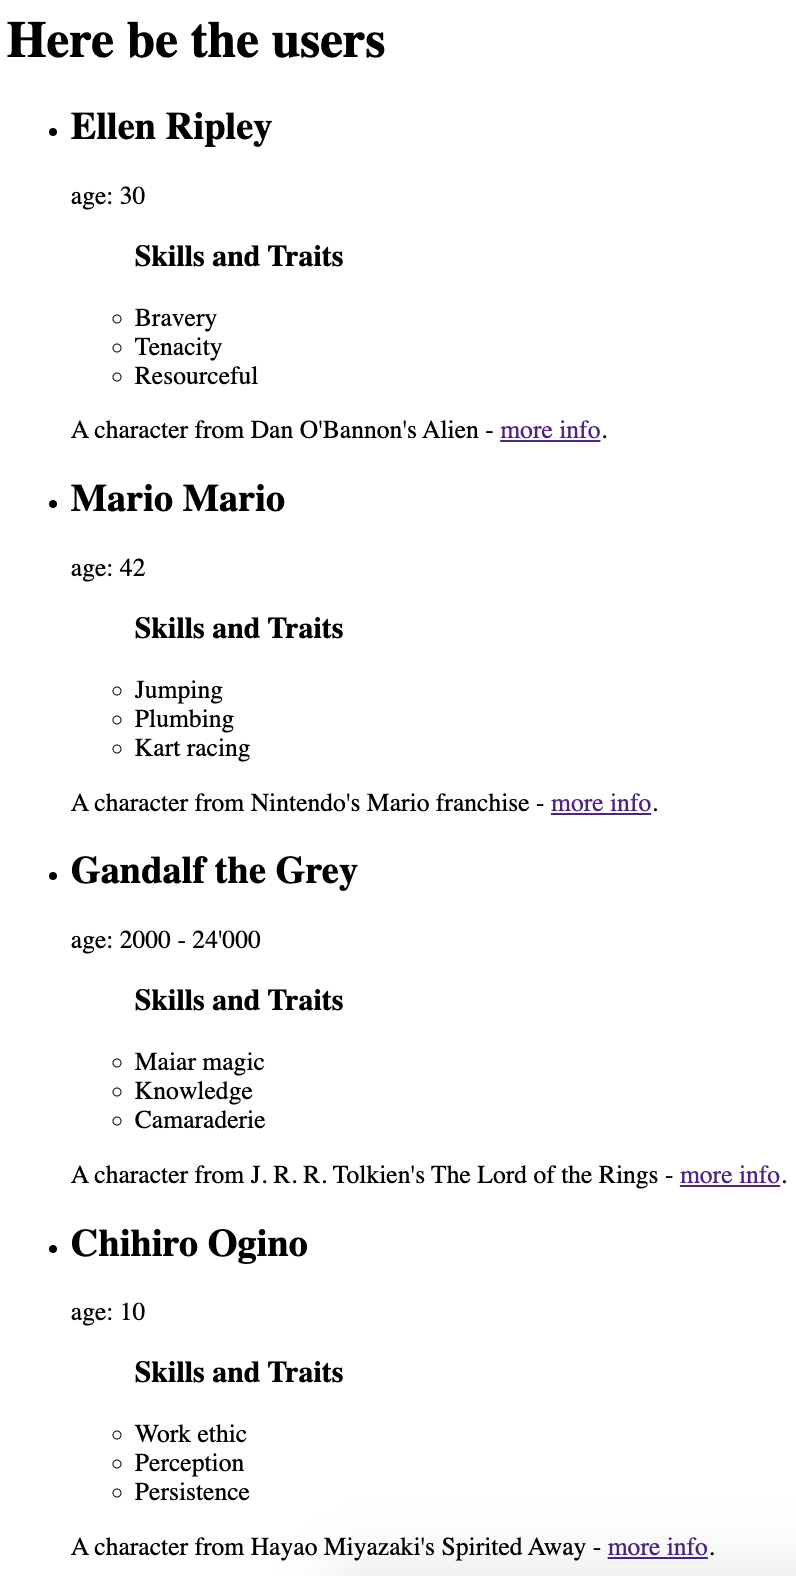 Here be the users
Ellen Ripley
age: 30
Skills and Traits
Bravery
Tenacity
Resourceful
A character from Dan O'Bannon's Alien - more info.
Mario Mario
age: 42
Skills and Traits
Jumping
Plumbing
Kart racing
A character from Nintendo's Mario franchise - more info.
Gandalf the Grey
age: 2000 - 24'000
Skills and Traits
Maiar magic
Knowledge
Camaraderie
A character from J. R. R. Tolkien's The Lord of the Rings - more info.
Chihiro Ogino
age: 10
Skills and Traits
Work ethic
Perception
Persistence
A character from Hayao Miyazaki's Spirited Away - more info.